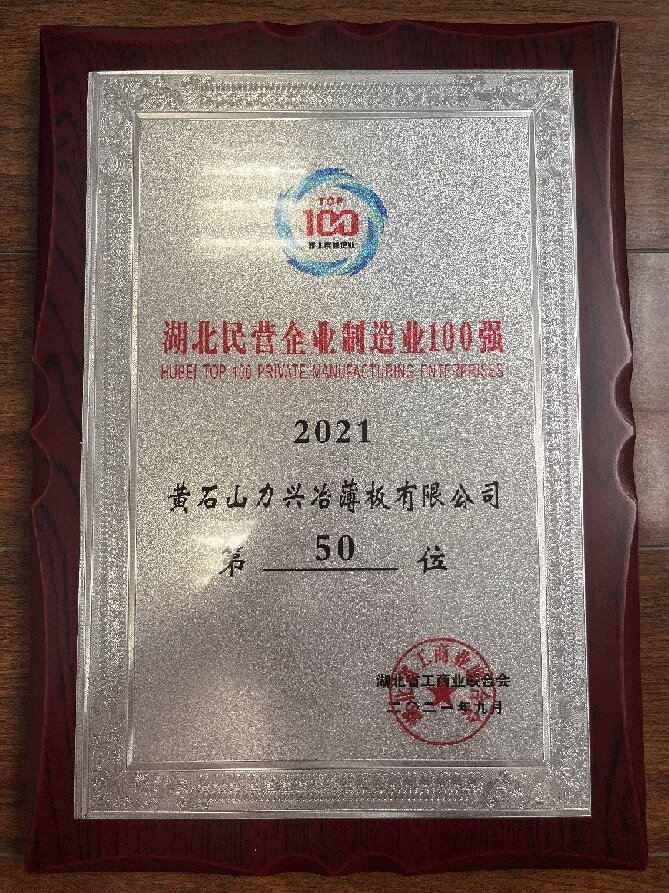 TOP
100
湖北民营企业制造业100强
HUBEI TOP 100 PRIVATE MANUFACTURING ENTERPRISES
2021
黄石山力兴冶薄板有限公司
第 50 位
湖北省工商业联合会
二〇二一年九月